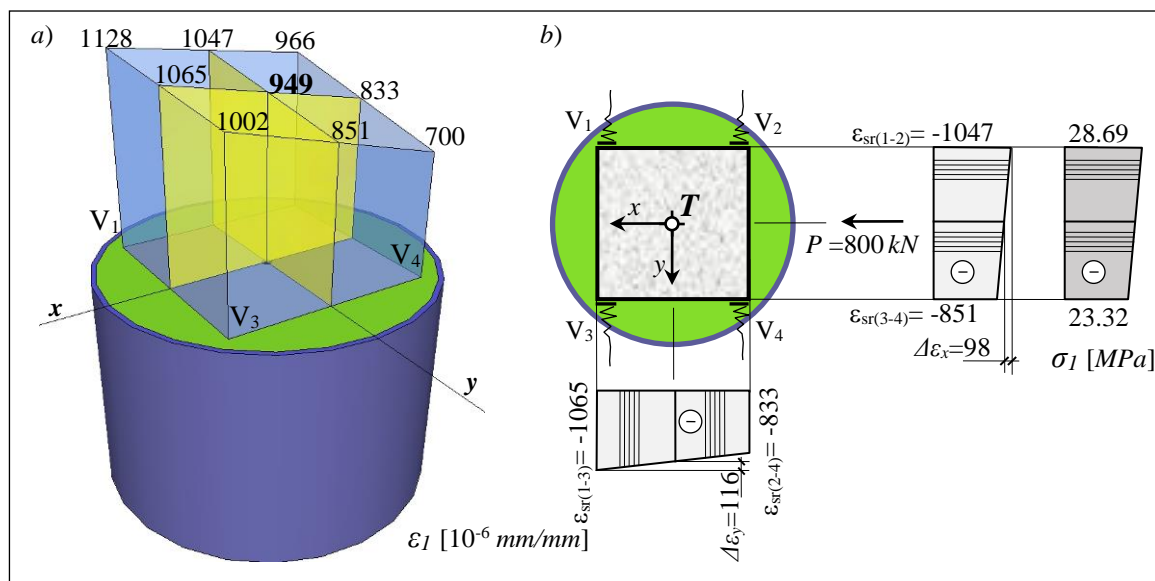 a)
1128
1047
966
1065
949
833
1002
851
700
V1
V4
V3
x
y
ε1 [10-6 mm/mm]
b)
V1
V2
εsr(1-2)= -1047
28.69
x
T
P =800 kN
y
V3
V4
εsr(3-4)= -851
23.32
Δεx=98
σ1 [MPa]
εsr(1-3)= -1065
εsr(2-4)= -833
Δεy=116